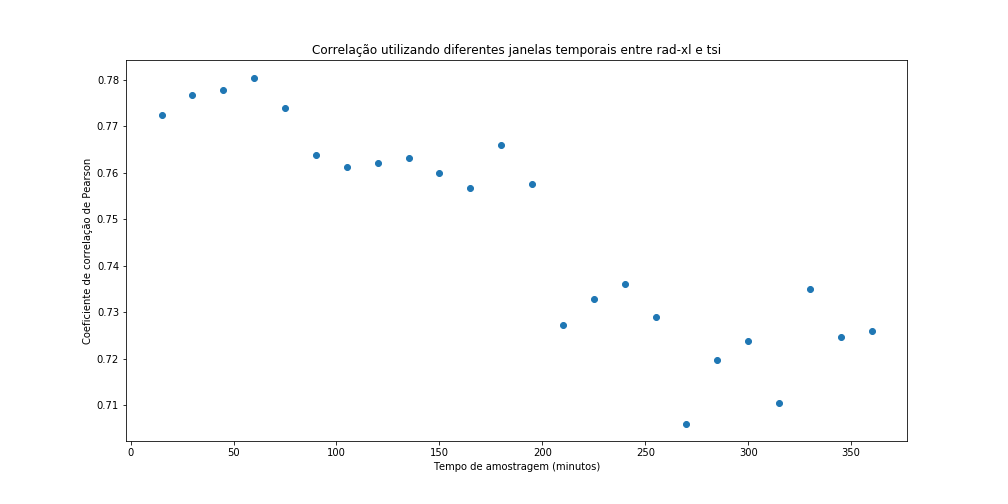 Correlação utilizando diferentes janelas temporais entre rad-xl e tsi
0.78
0.77
0.76
0.75
0.74
0.73
0.72
0.71
Coeficiente de correlação de Pearson
0 50 100 150 200 250 300 350
Tempo de amostragem (minutos)